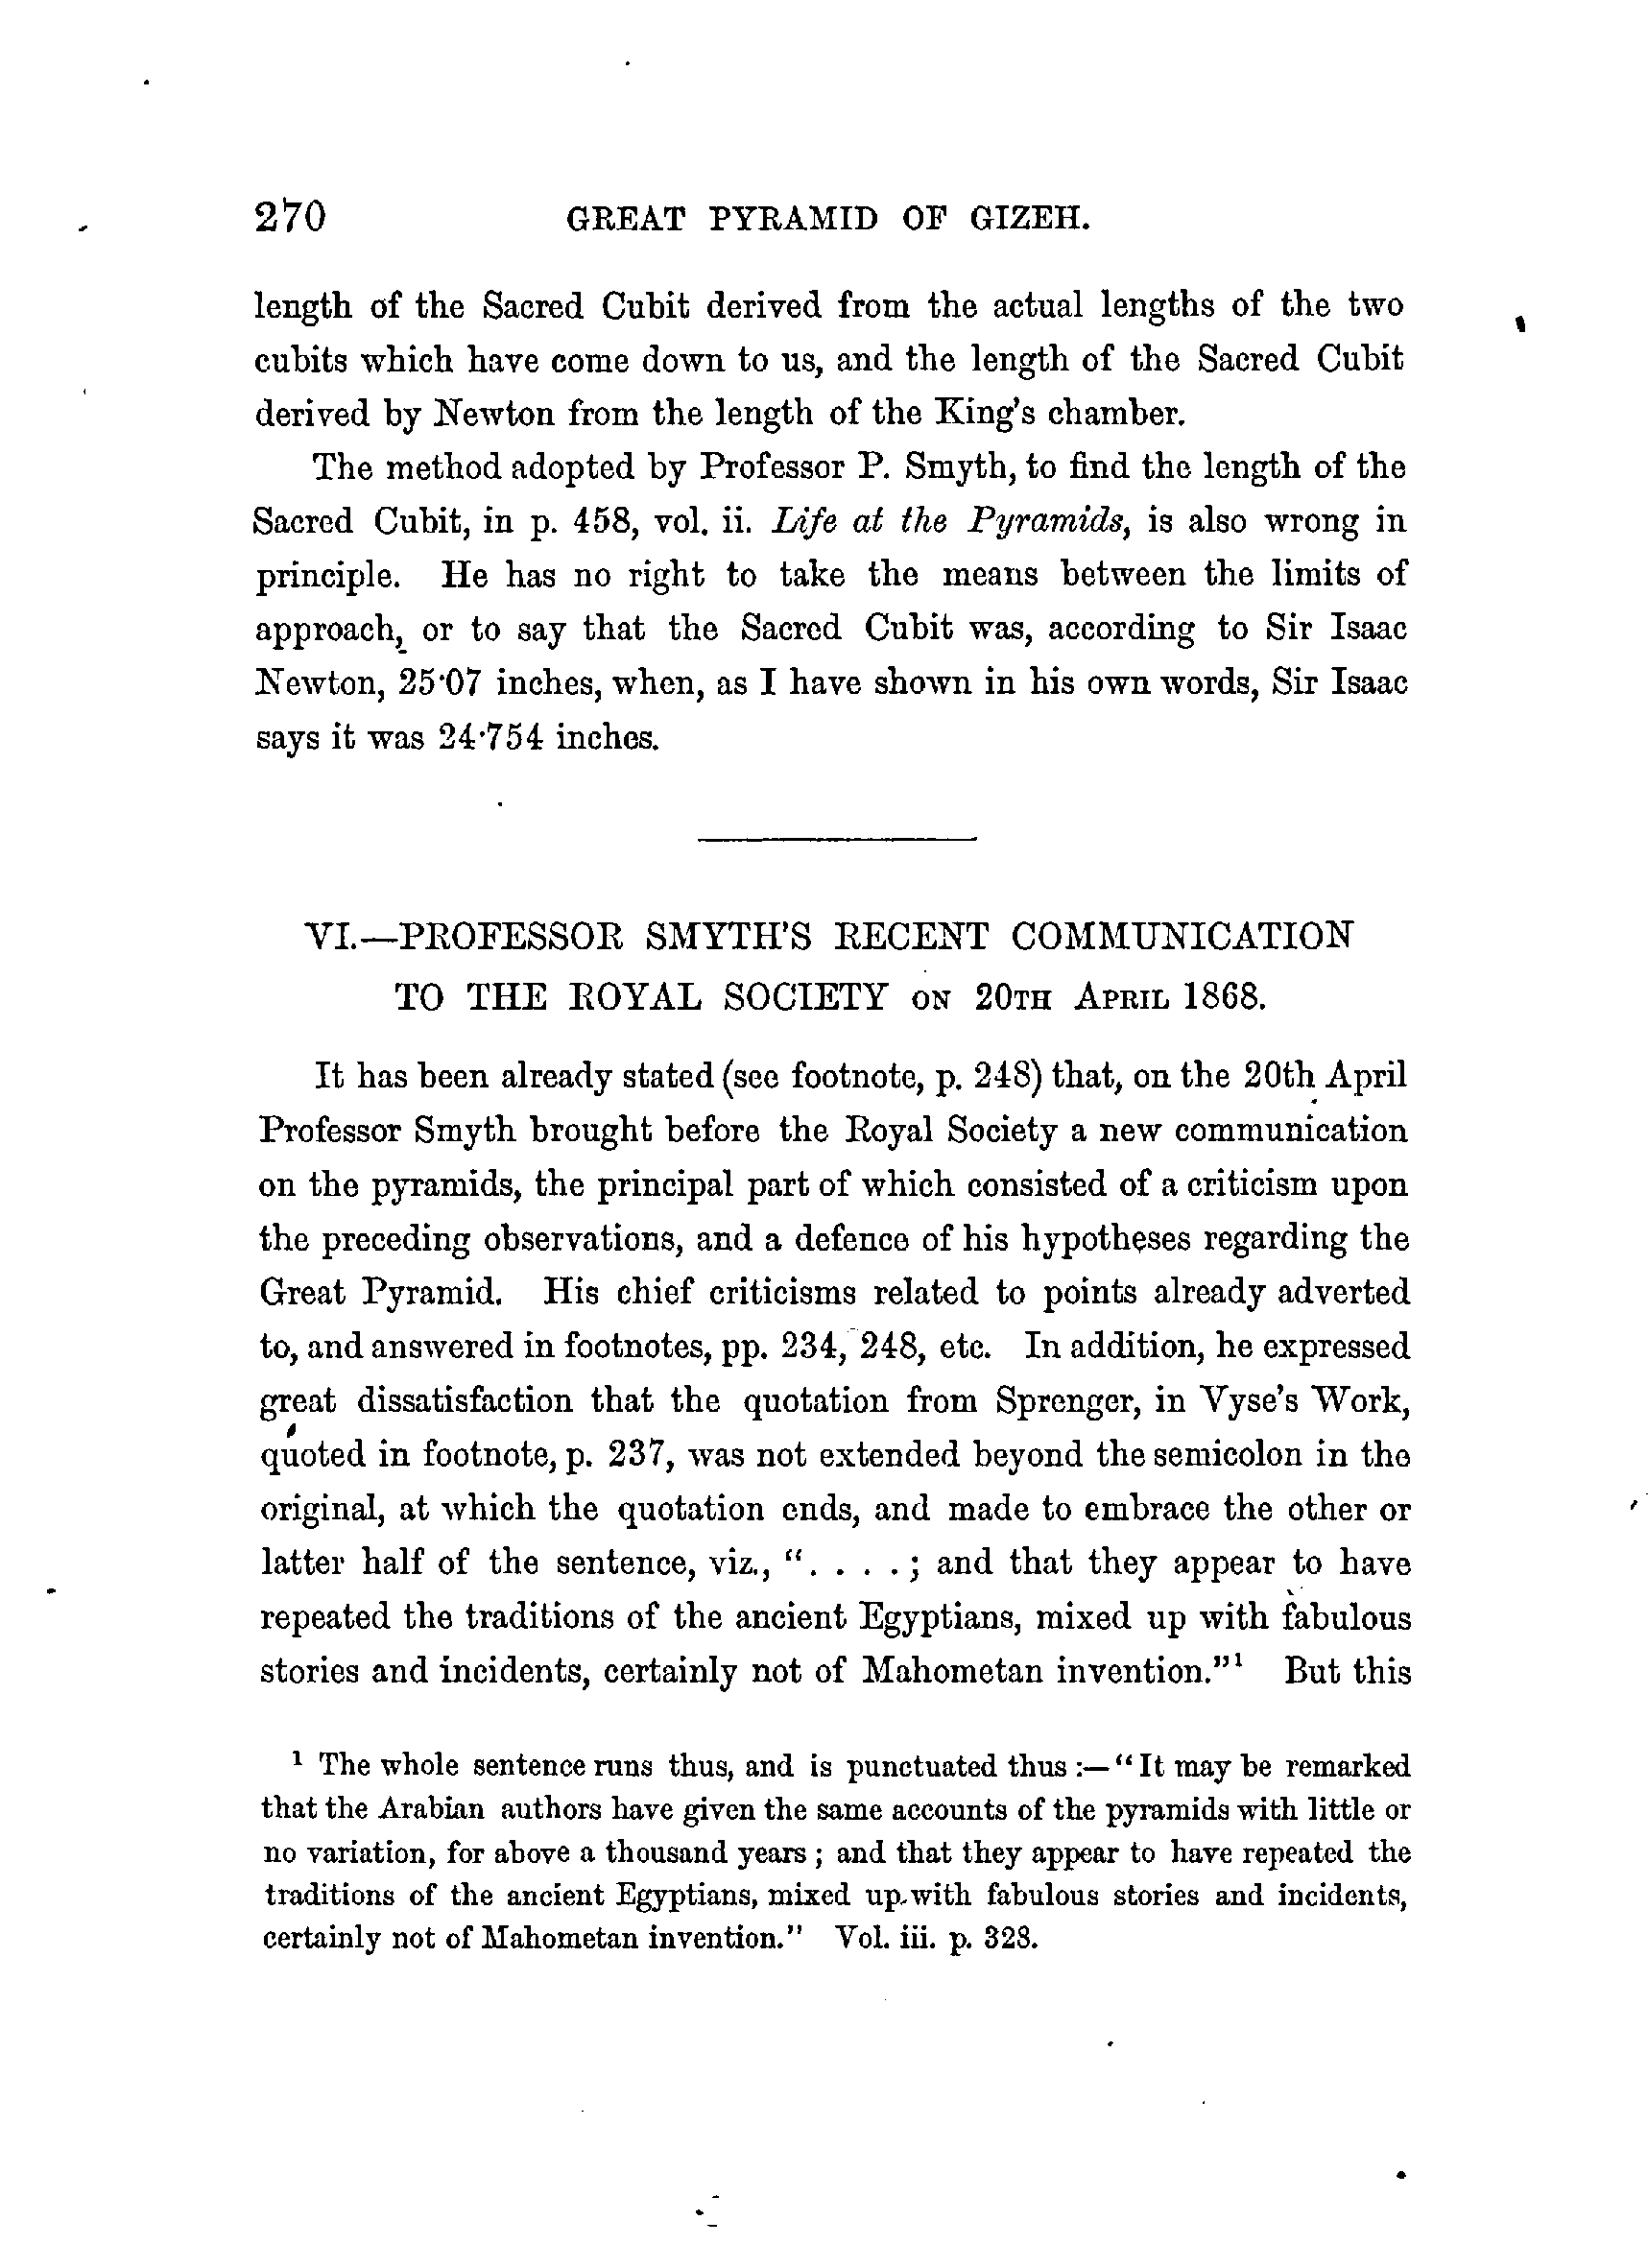 270 GREAT PYRAMID OF GIZEH.
length of the Sacred Cubit derived from the actual lengths of the two
cubits which have come down to us, and the length of the Sacred Cubit
derived by Newton from the length of the King's chamber.
The method adopted by Professor P. Smyth, to find the length of the
Sacred Cubit, in p. 458, vol. ii. Life at the Pyramids, is also wrong in
principle. He has no right to take the means between the limits of
approach, or to say that the Sacred Cubit was, according to Sir Isaac
Newton, 25·07 inches, when, as I have shown in his own words, Sir Isaac
says it was 24·754 inches.
VI.—PROFESSOR SMYTH'S RECENT COMMUNICATION
TO THE ROYAL SOCIETY ON 20TH APRIL 1868.
It has been already stated (see footnote, p. 248) that, on the 20th April
Professor Smyth brought before the Royal Society a new communication
on the pyramids, the principal part of which consisted of a criticism upon
the preceding observations, and a defence of his hypotheses regarding the
Great Pyramid. His chief criticisms related to points already adverted
to, and answered in footnotes, pp. 234, 248, etc. In addition, he expressed
great dissatisfaction that the quotation from Sprenger, in Vyse's Work,
quoted in footnote, p. 237, was not extended beyond the semicolon in the
original, at which the quotation ends, and made to embrace the other or
latter half of the sentence, viz., “. . . . ; and that they appear to have
repeated the traditions of the ancient Egyptians, mixed up with fabulous
stories and incidents, certainly not of Mahometan invention.”¹ But this
¹ The whole sentence runs thus, and is punctuated thus :—“It may be remarked
that the Arabian authors have given the same accounts of the pyramids with little or
no variation, for above a thousand years ; and that they appear to have repeated the
traditions of the ancient Egyptians, mixed up with fabulous stories and incidents,
certainly not of Mahometan invention.” Vol. iii. p. 328.